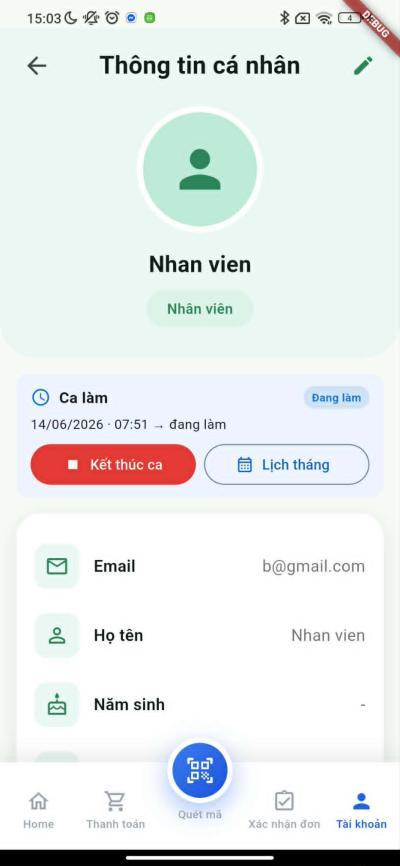 15:03
4
DEBUG
Thông tin cá nhân
Nhan vien
Nhân viên
Ca làm
Đang làm
14/06/2026 · 07:51 → đang làm
Kết thúc ca
Lịch tháng
Email
b@gmail.com
Họ tên
Nhan vien
Năm sinh
-
Home
Thanh toán
Quét mã
Xác nhận đơn
Tài khoản